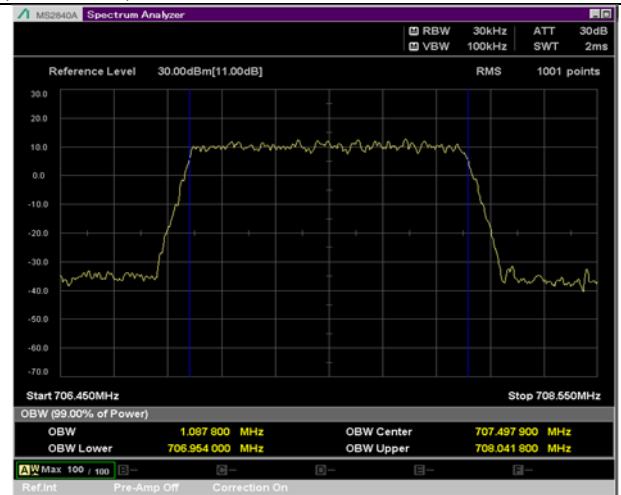 MS2840A Spectrum Analyzer
M RBW 30kHz ATT 30dB
M VBW 100kHz SWT 2ms
Reference Level 30.00dBm[11.00dB] RMS 1001 points
30.0
20.0
10.0
0.0
-10.0
-20.0
-30.0
-40.0
-50.0
-60.0
-70.0
Start 706.450MHz Stop 708.550MHz
OBW (99.00% of Power)
OBW 1.087 800 MHz OBW Center 707.497 900 MHz
OBW Lower 706.954 000 MHz OBW Upper 708.041 800 MHz
A W Max 100 / 100 B-- C-- D-- E-- F--
Ref.Int Pre-Amp Off Correction On